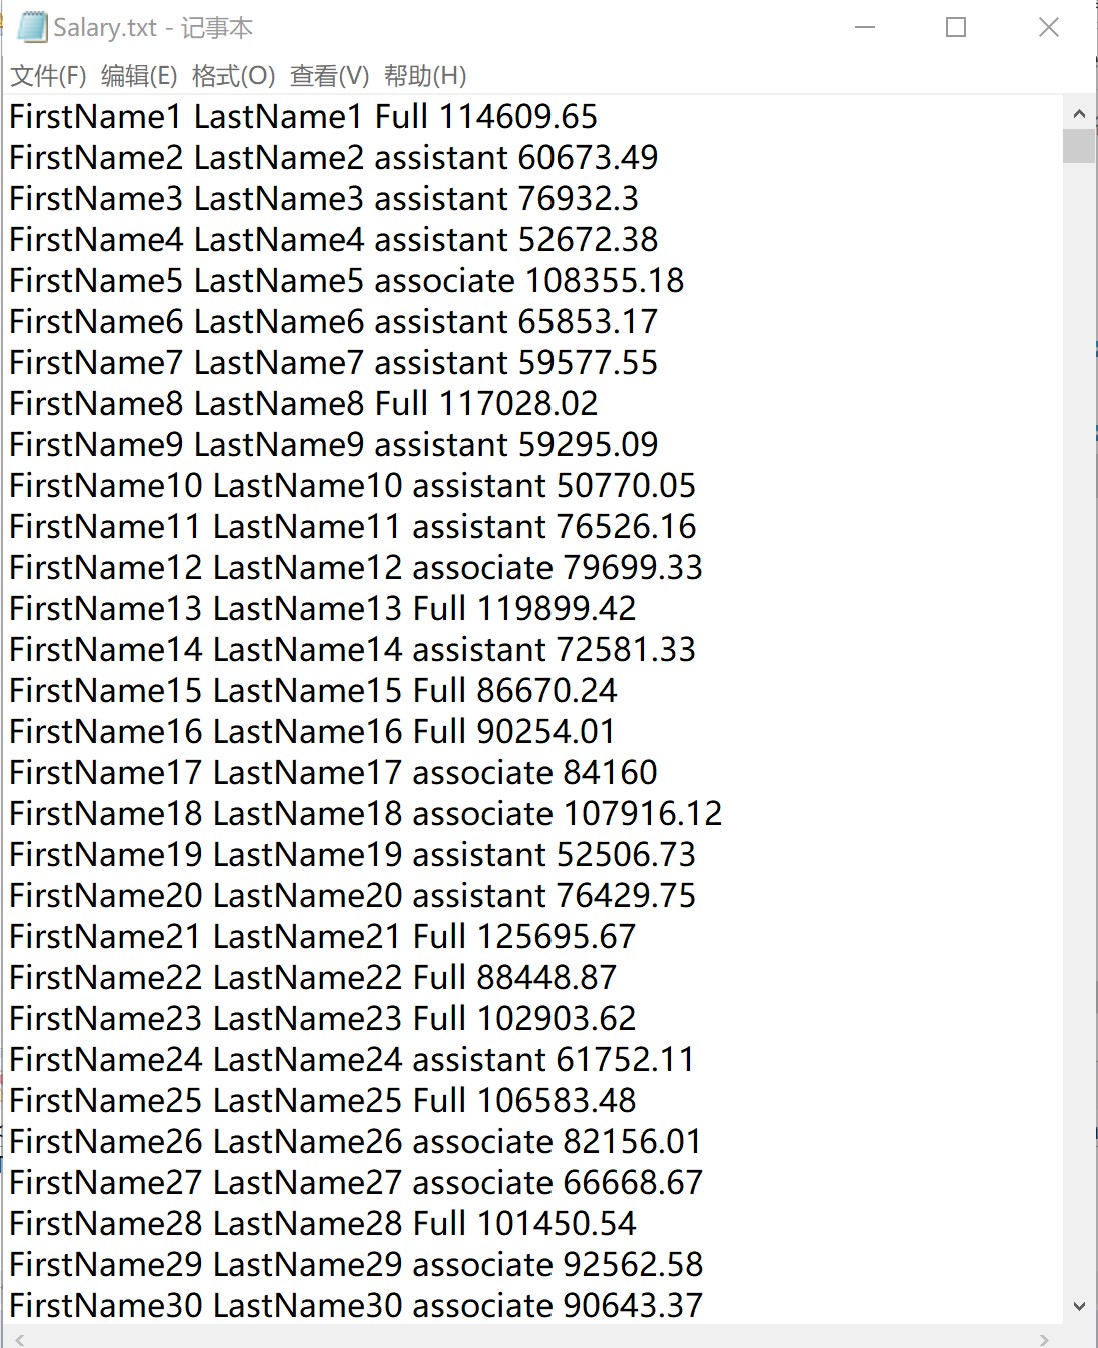 Salary.txt - 记事本
文件(F) 编辑(E) 格式(O) 查看(V) 帮助(H)
FirstName1 LastName1 Full 114609.65
FirstName2 LastName2 assistant 60673.49
FirstName3 LastName3 assistant 76932.3
FirstName4 LastName4 assistant 52672.38
FirstName5 LastName5 associate 108355.18
FirstName6 LastName6 assistant 65853.17
FirstName7 LastName7 assistant 59577.55
FirstName8 LastName8 Full 117028.02
FirstName9 LastName9 assistant 59295.09
FirstName10 LastName10 assistant 50770.05
FirstName11 LastName11 assistant 76526.16
FirstName12 LastName12 associate 79699.33
FirstName13 LastName13 Full 119899.42
FirstName14 LastName14 assistant 72581.33
FirstName15 LastName15 Full 86670.24
FirstName16 LastName16 Full 90254.01
FirstName17 LastName17 associate 84160
FirstName18 LastName18 associate 107916.12
FirstName19 LastName19 assistant 52506.73
FirstName20 LastName20 assistant 76429.75
FirstName21 LastName21 Full 125695.67
FirstName22 LastName22 Full 88448.87
FirstName23 LastName23 Full 102903.62
FirstName24 LastName24 assistant 61752.11
FirstName25 LastName25 Full 106583.48
FirstName26 LastName26 associate 82156.01
FirstName27 LastName27 associate 66668.67
FirstName28 LastName28 Full 101450.54
FirstName29 LastName29 associate 92562.58
FirstName30 LastName30 associate 90643.37